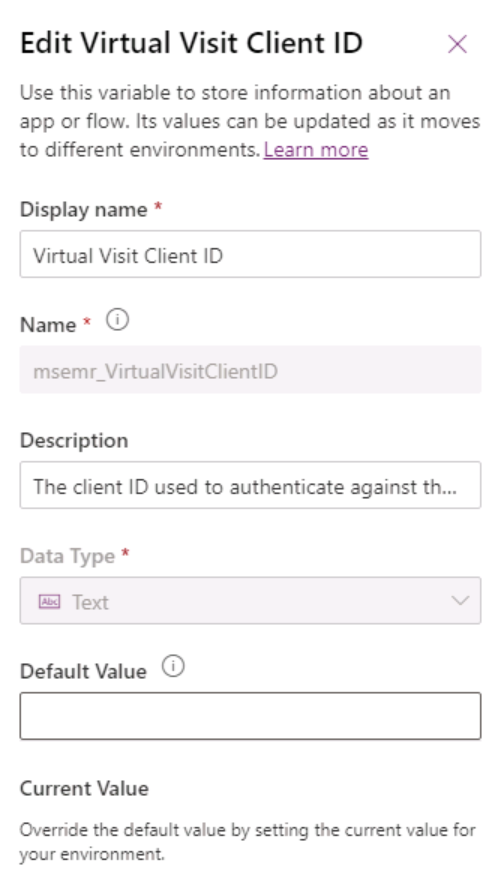 Edit Virtual Visit Client ID
Use this variable to store information about an
app or flow. Its values can be updated as it moves
to different environments. Learn more
Display name *
Virtual Visit Client ID
Name *
msemr_VirtualVisitClientID
Description
The client ID used to authenticate against th...
Data Type *
Abc Text
Default Value
Current Value
Override the default value by setting the current value for
your environment.